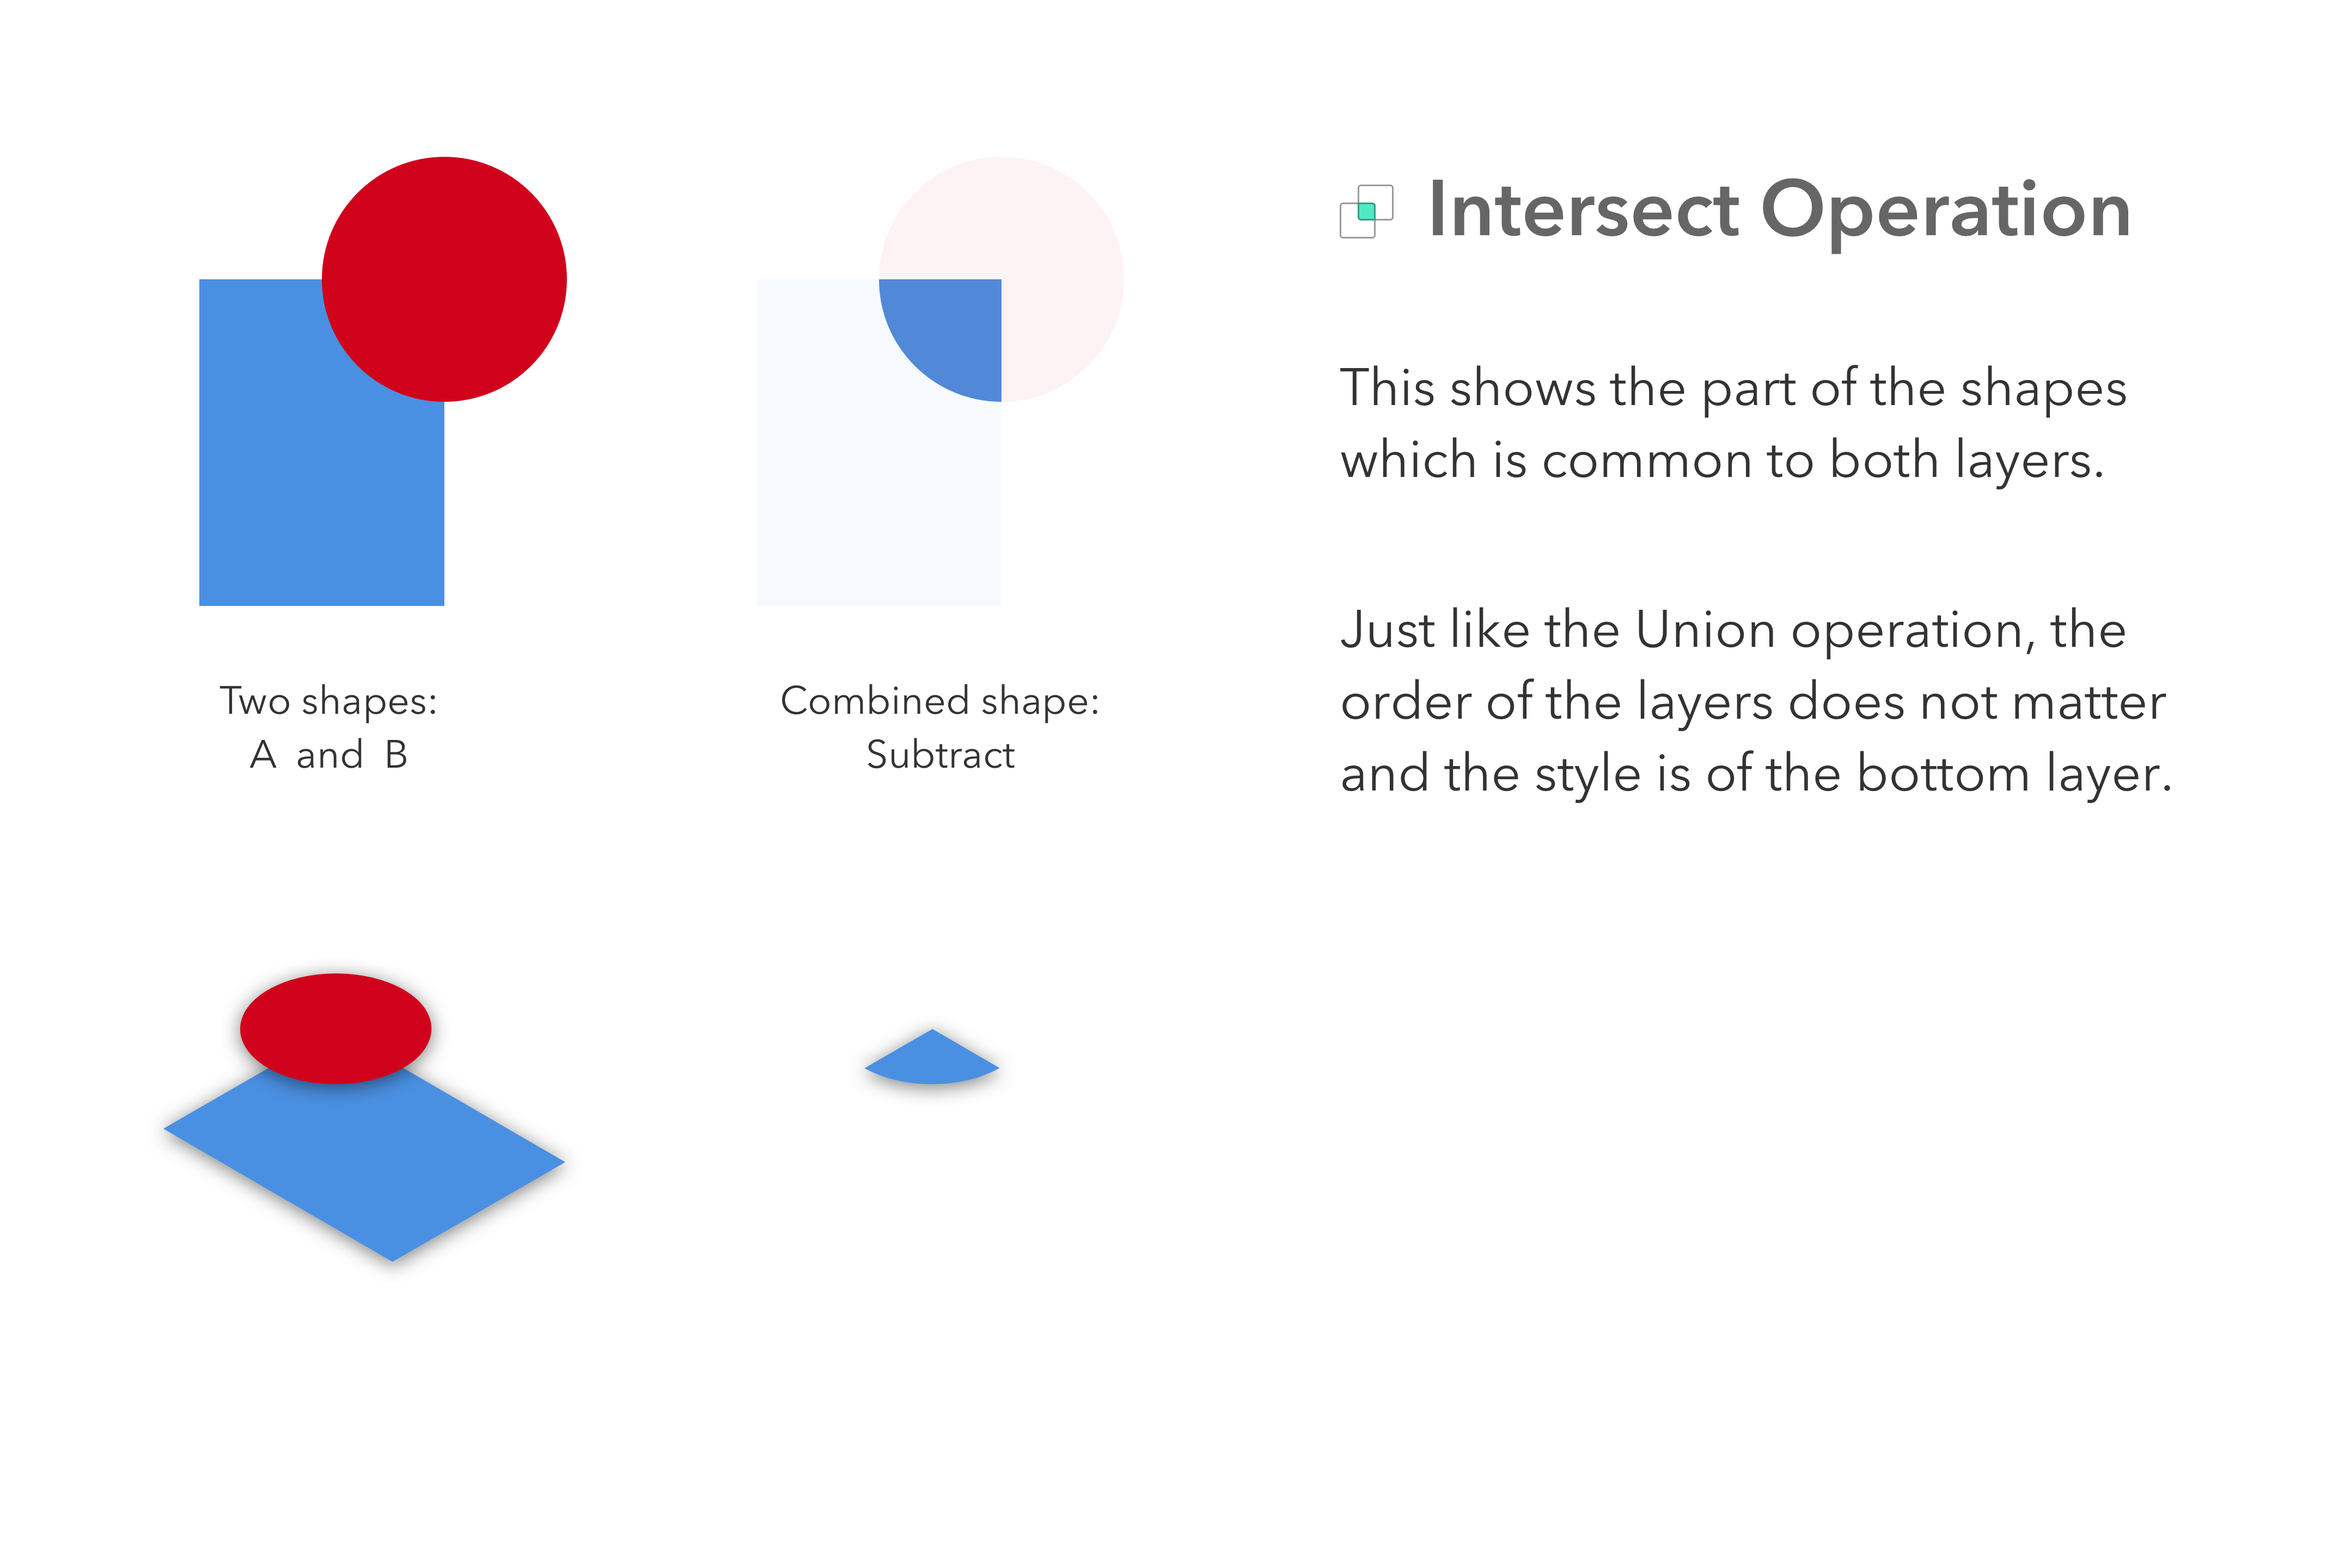 Intersect Operation
This shows the part of the shapes
which is common to both layers.
Just like the Union operation, the
order of the layers does not matter
and the style is of the bottom layer.
Two shapes:
A and B
Combined shape:
Subtract